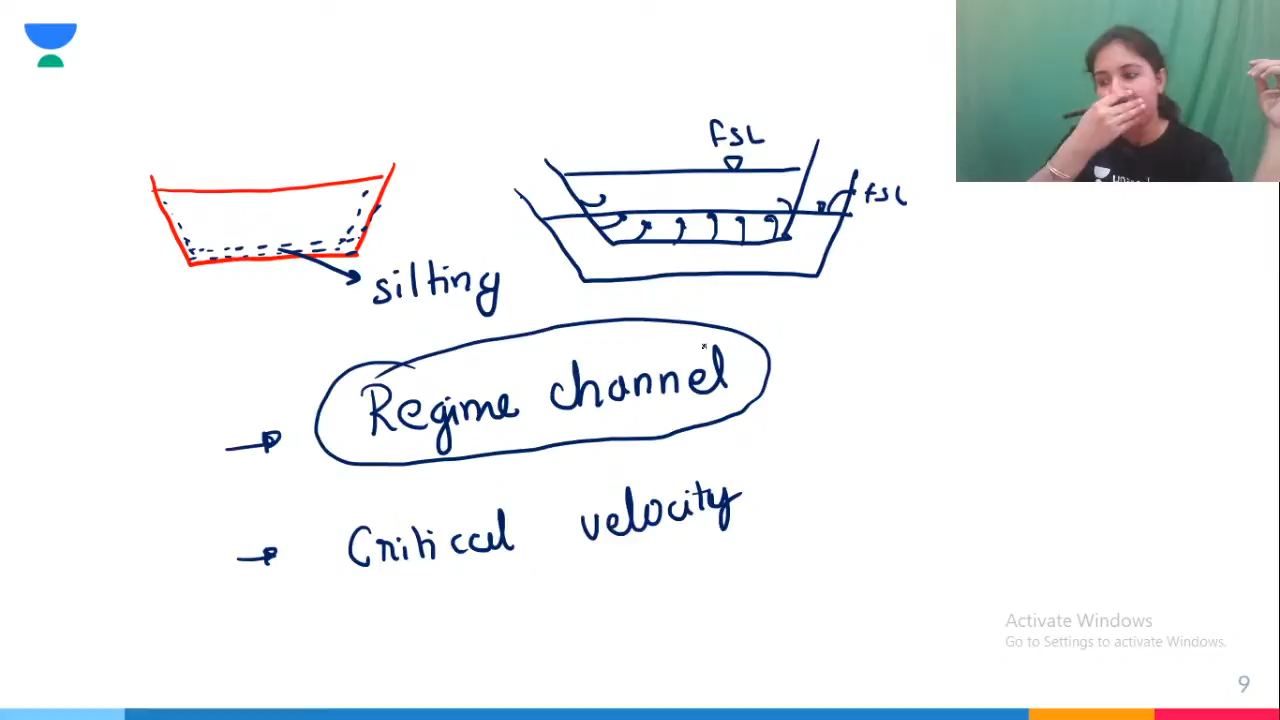 FSL
FSL
silting
Regime channel
Critical velocity
Activate Windows
Go to Settings to activate Windows.
9